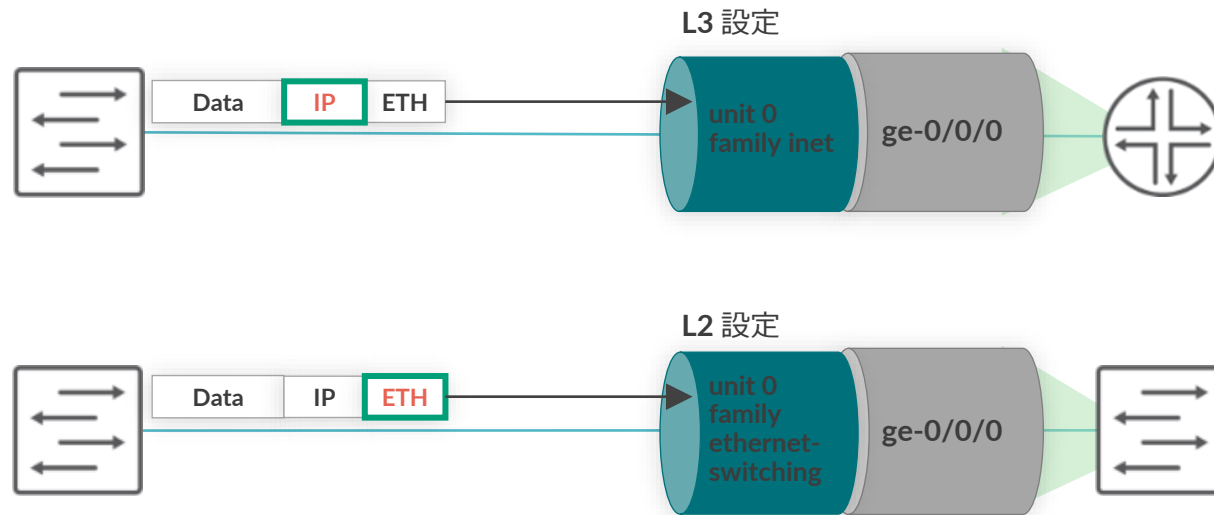 L3 設定
Data
IP
ETH
unit 0
family inet
ge-0/0/0
L2 設定
Data
IP
ETH
unit 0
family
ethernet-
switching
ge-0/0/0